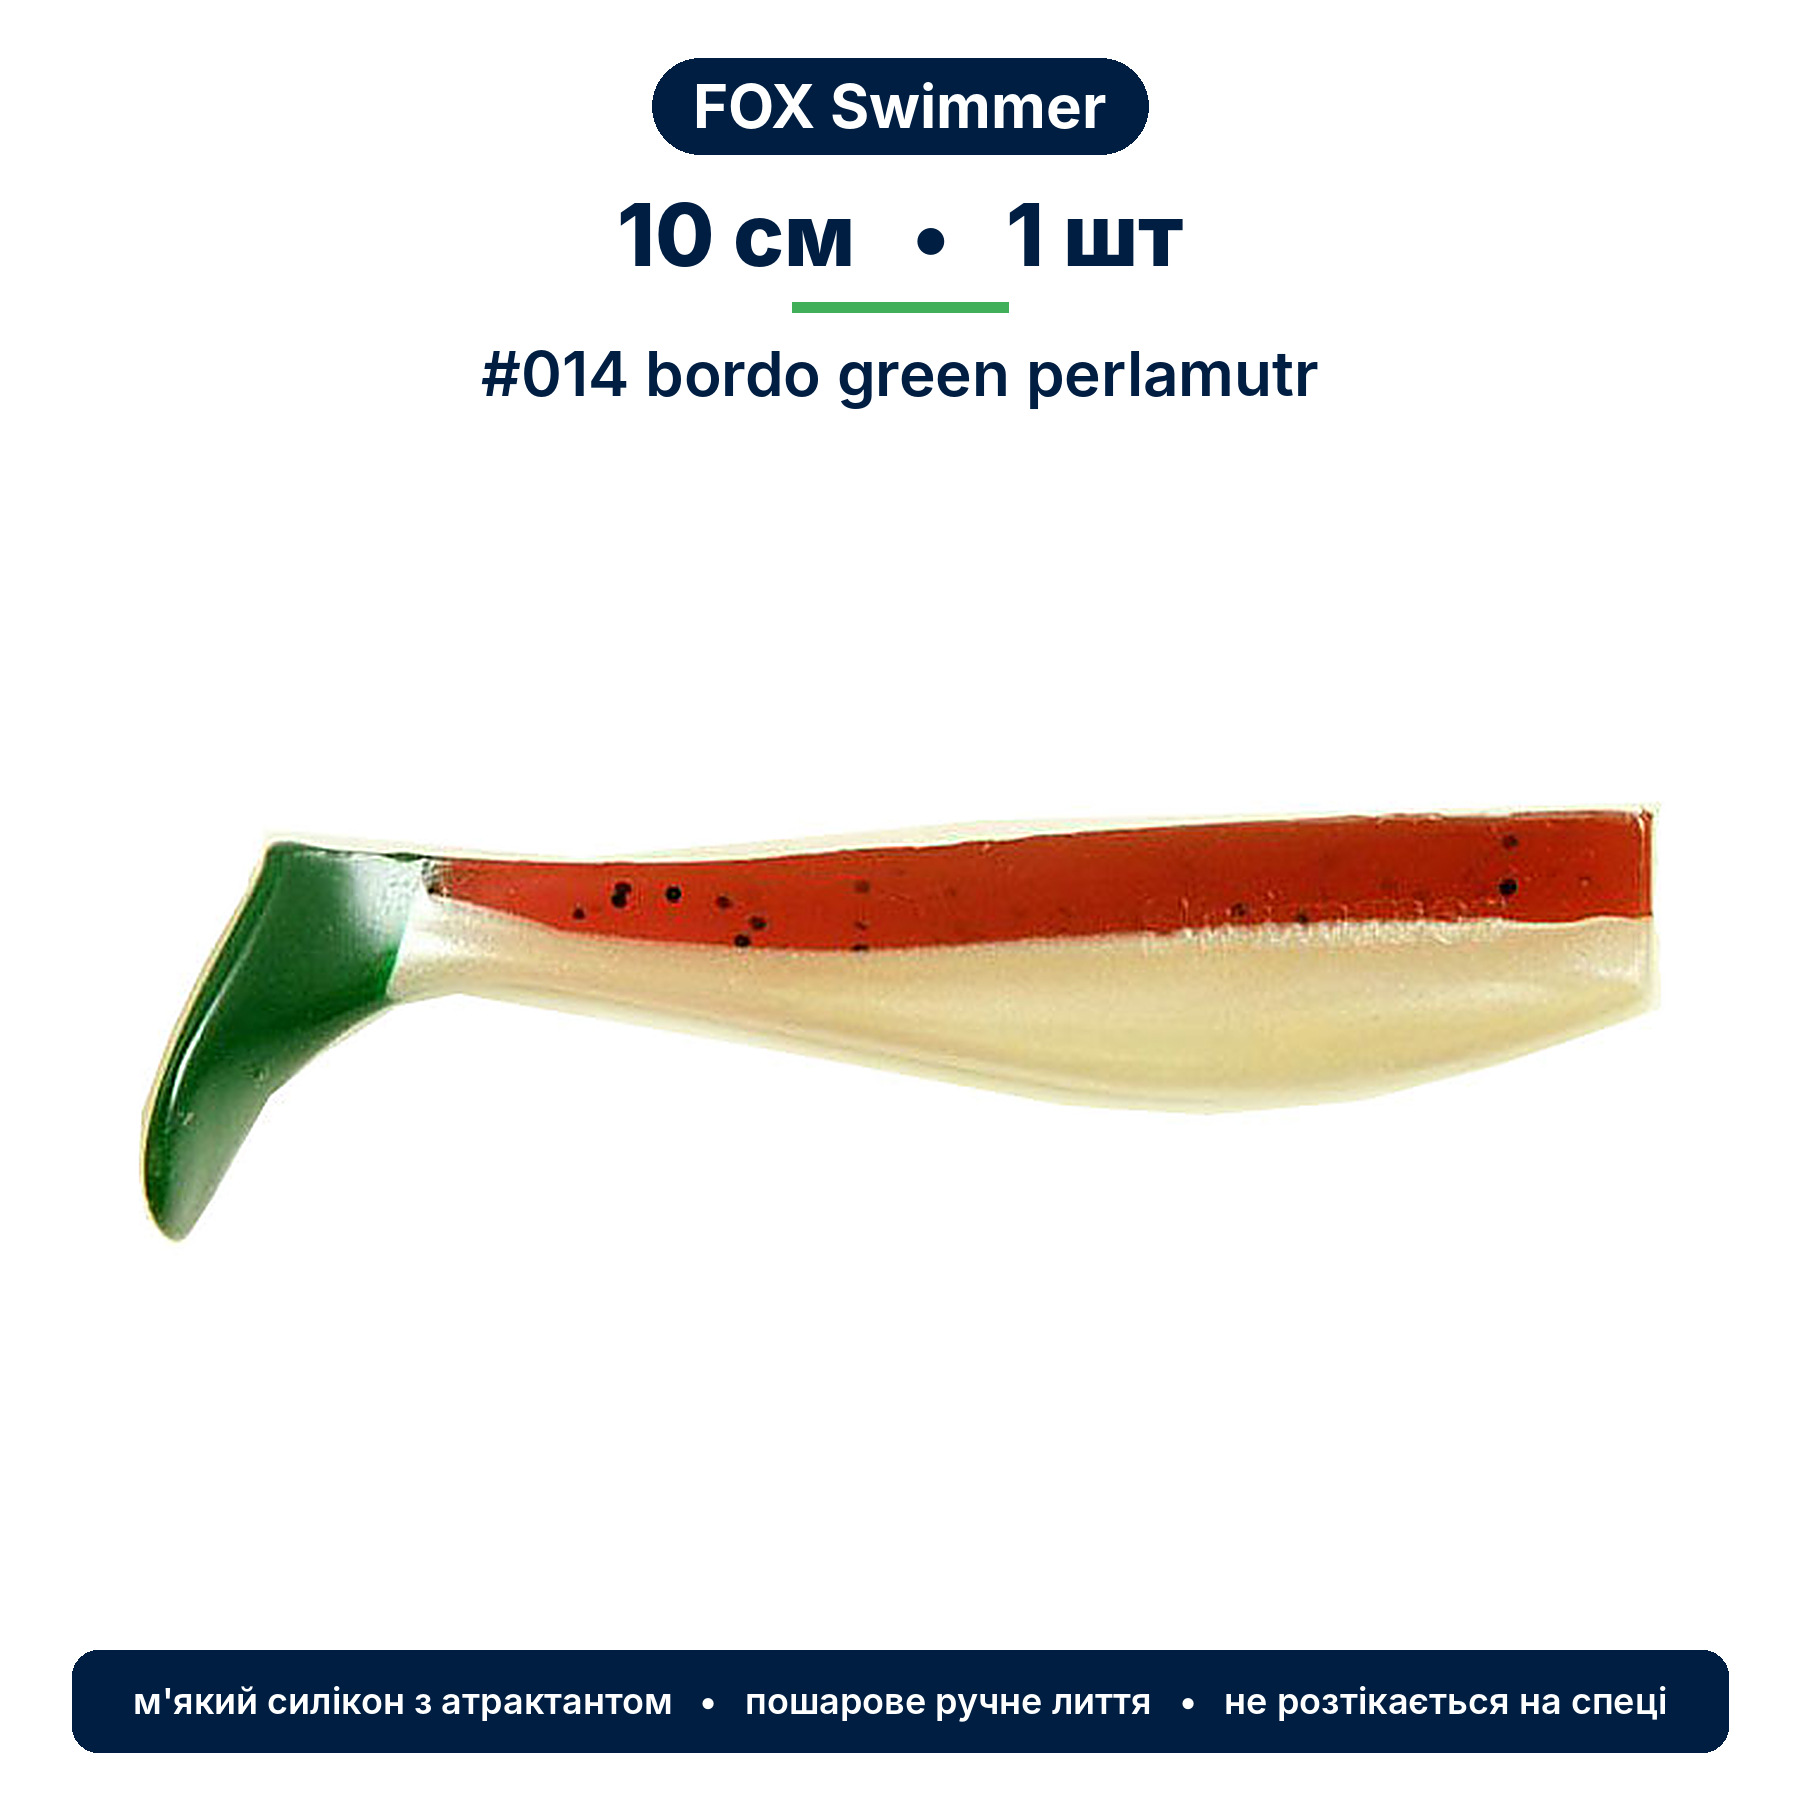 FOX Swimmer
10 см • 1 шт
#014 bordo green perlamutr
м'який силікон з атрактантом • пошарове ручне лиття • не розтікається на спеці